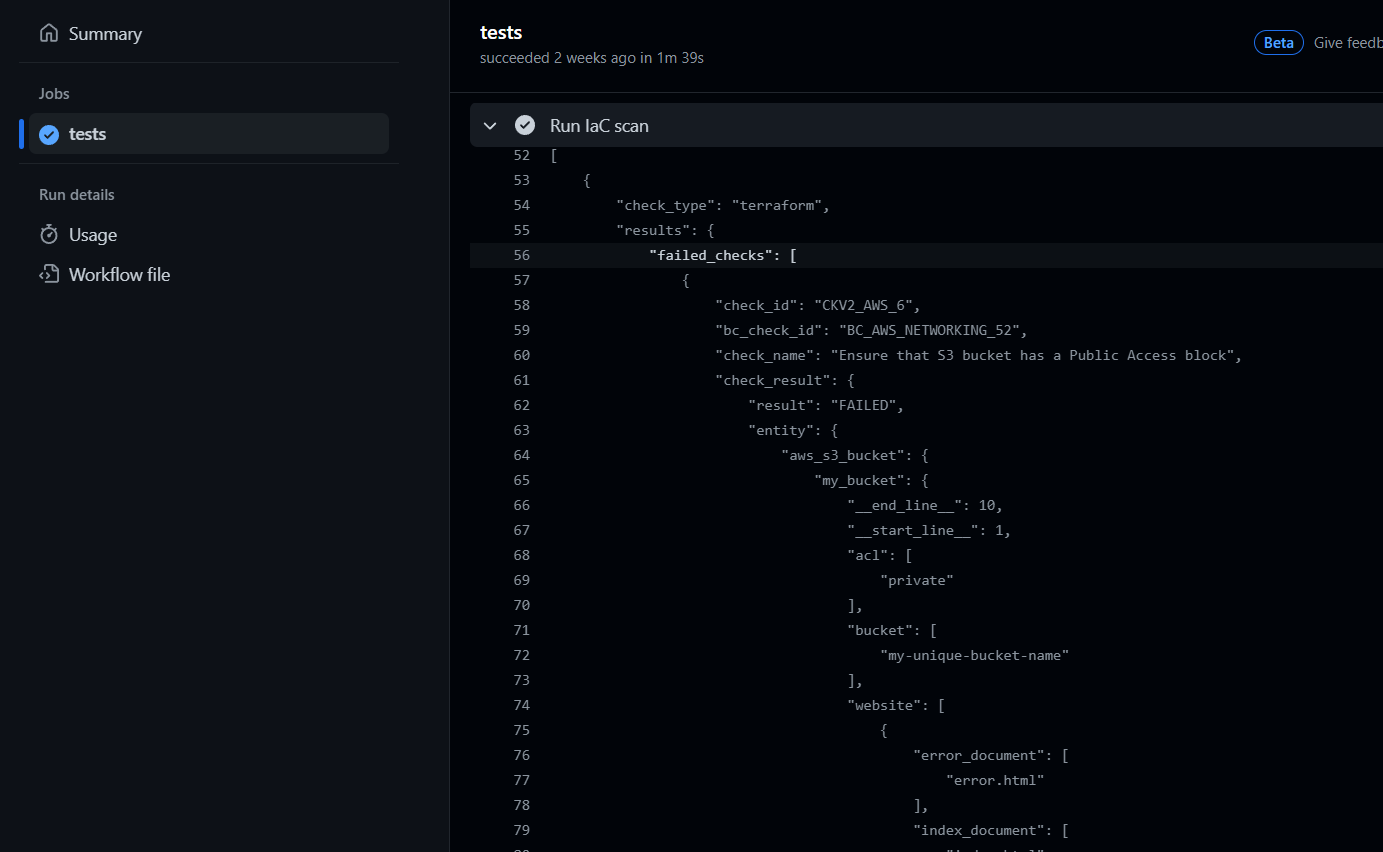 Summary
Jobs
tests
Run details
Usage
Workflow file
tests
succeeded 2 weeks ago in 1m 39s
Beta Give
Run IaC scan
52 [
53 {
54 "check_type": "terraform",
55 "results": {
56 "failed_checks": [
57 {
58 "check_id": "CKV2_AWS_6",
59 "bc_check_id": "BC_AWS_NETWORKING_52",
60 "check_name": "Ensure that S3 bucket has a Public Access block",
61 "check_result": {
62 "result": "FAILED",
63 "entity": {
64 "aws_s3_bucket": {
65 "my_bucket": {
66 "__end_line__": 10,
67 "__start_line__": 1,
68 "acl": [
69 "private"
70 ],
71 "bucket": [
72 "my-unique-bucket-name"
73 ],
74 "website": [
75 {
76 "error_document": [
77 "error.html"
78 ],
79 "index_document": [